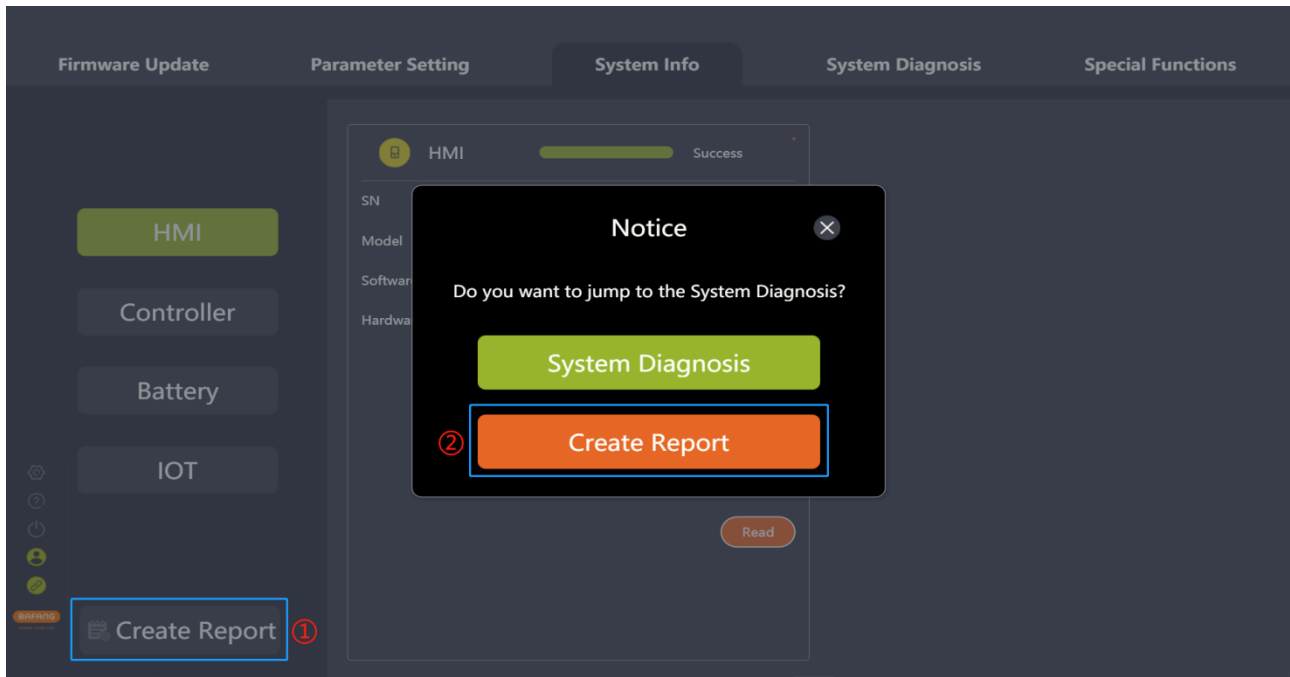 Firmware Update
Parameter Setting
System Info
System Diagnosis
Special Functions
HMI
Success
SN
Model
Softwar
Hardwa
HMI
Controller
Battery
IOT
Notice
Do you want to jump to the System Diagnosis?
System Diagnosis
② Create Report
Read
BAFANG
Create Report ①